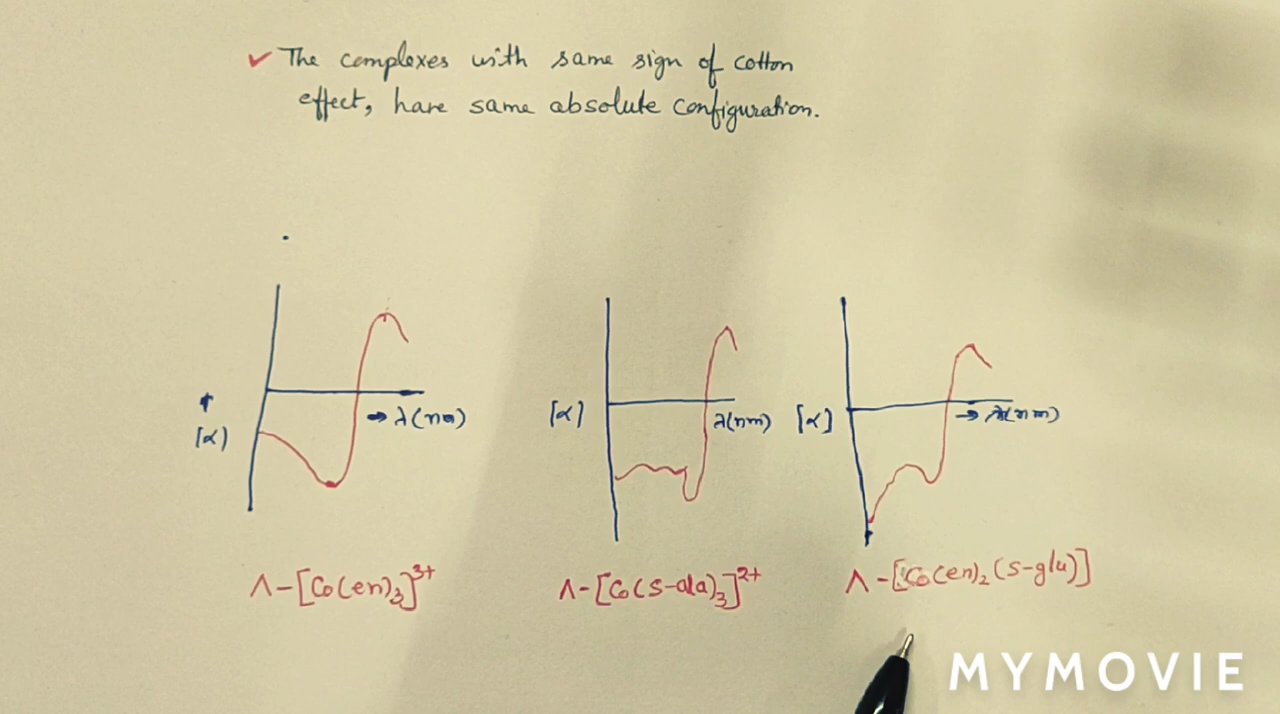 ✓ The complexes with same sign of cotton
effect, have same absolute configuration.
[α]
→ λ(nm)
[α]
λ(nm)
[α]
→ λ(nm)
Λ-[Co(en)3]3+
Λ-[Co(S-ala)3]2+
Λ-[Co(en)2(S-glu)]
MYMOVIE